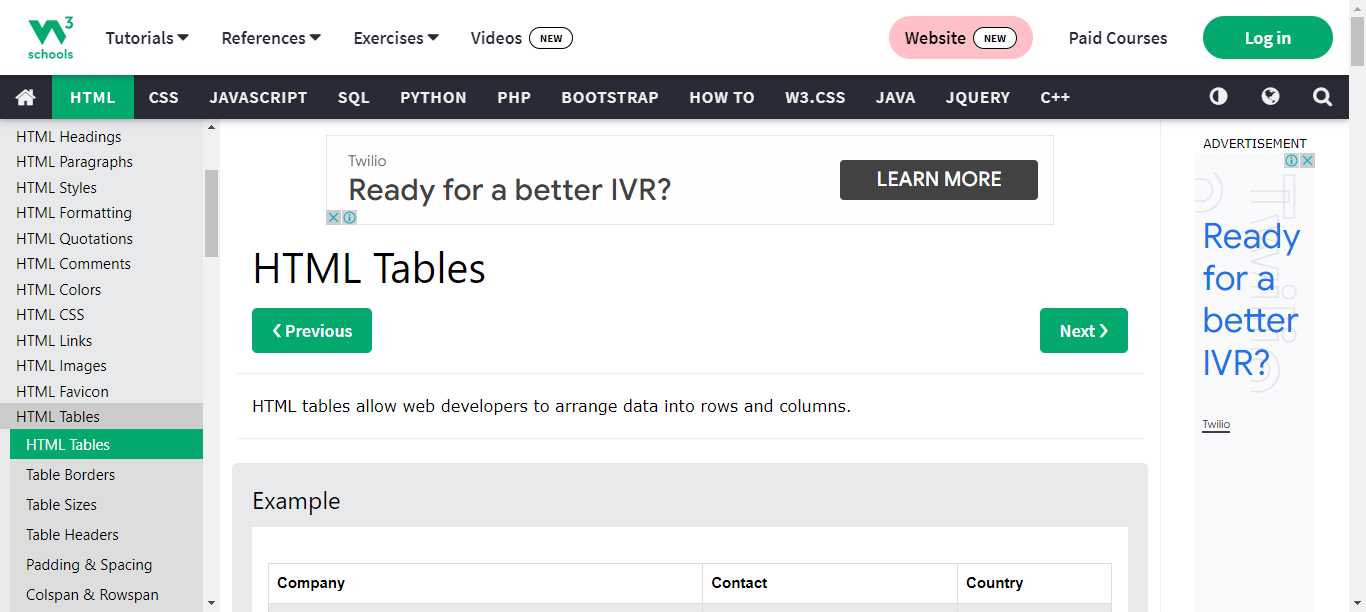 3
schools
Tutorials References Exercises Videos NEW Website NEW Paid Courses Log in
HTML CSS JAVASCRIPT SQL PYTHON PHP BOOTSTRAP HOW TO W3.CSS JAVA JQUERY C++
HTML Headings
HTML Paragraphs
HTML Styles
HTML Formatting
HTML Quotations
HTML Comments
HTML Colors
HTML CSS
HTML Links
HTML Images
HTML Favicon
HTML Tables
HTML Tables
Table Borders
Table Sizes
Table Headers
Padding & Spacing
Colspan & Rowspan
Twilio
Ready for a better IVR?
LEARN MORE
HTML Tables
❮ Previous
Next ❯
HTML tables allow web developers to arrange data into rows and columns.
Example
Company Contact Country
ADVERTISEMENT
Twilio
Ready
for a
better
IVR?
Twilio